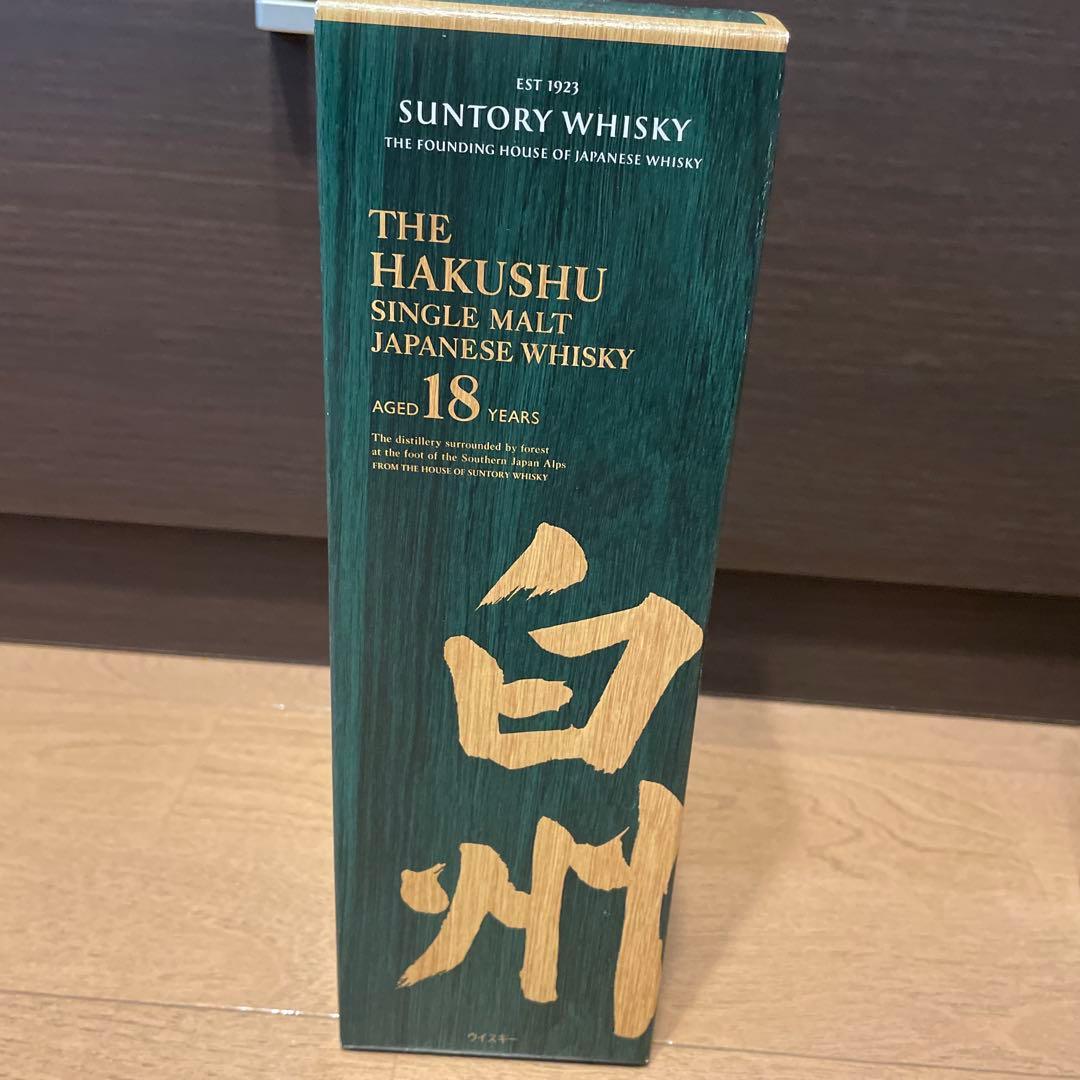 EST 1923
SUNTORY WHISKY
THE FOUNDING HOUSE OF JAPANESE WHISKY
THE
HAKUSHU
SINGLE MALT
JAPANESE WHISKY
AGED 18 YEARS
The distillery surrounded by forest
at the foot of the Southern Japan Alps
FROM THE HOUSE OF SUNTORY WHISKY
白
州
ウイスキー